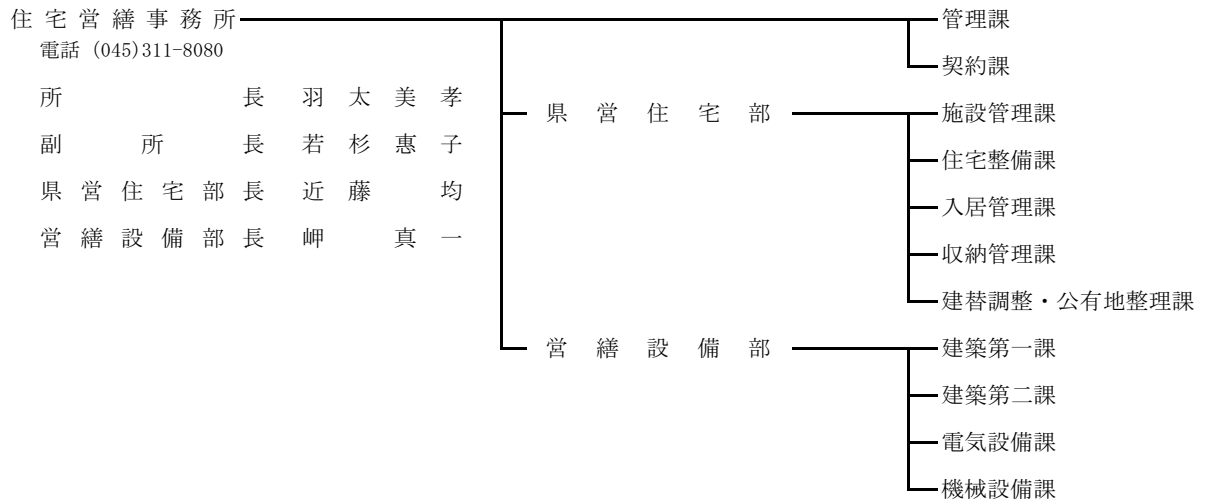 住宅営繕事務所
電話 (045)311-8080
所長 羽太美孝
副所長 若杉惠子
県営住宅部長 近藤 均
営繕設備部長 岬 真一
管理課
契約課
県営住宅部
施設管理課
住宅整備課
入居管理課
収納管理課
建替調整・公有地整理課
営繕設備部
建築第一課
建築第二課
電気設備課
機械設備課